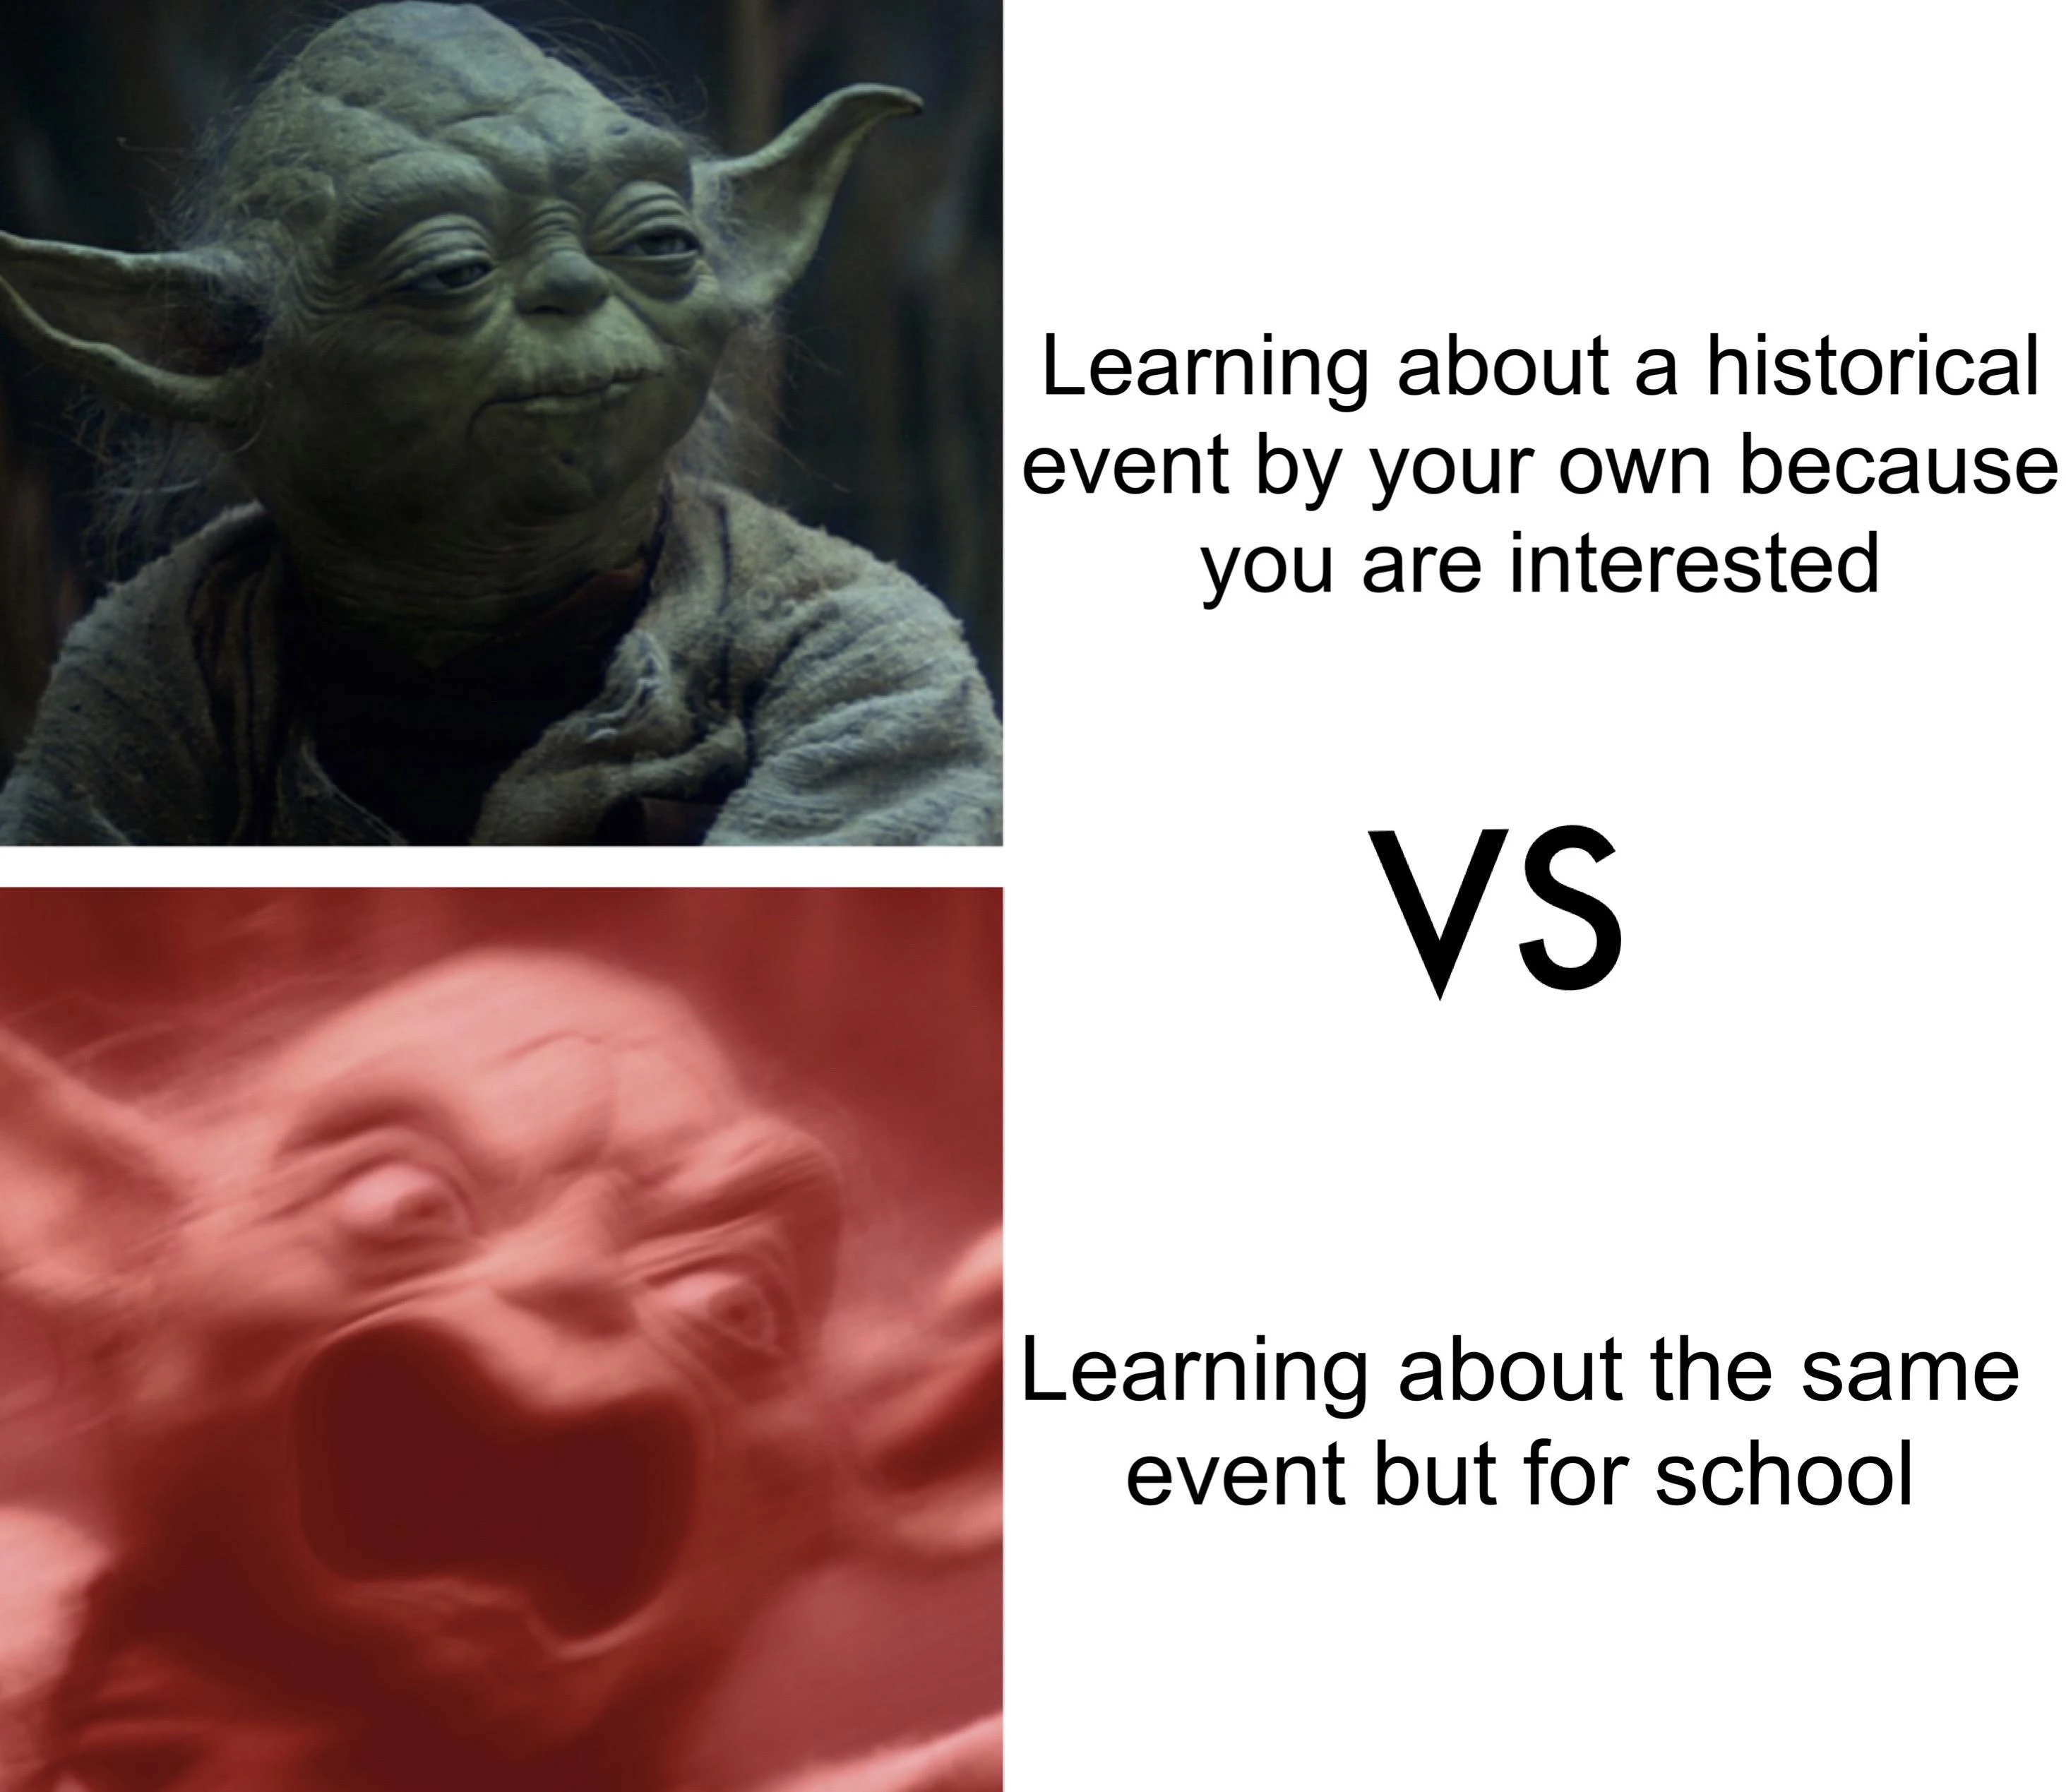 Learning about a historical
event by your own because
you are interested
VS
Learning about the same
event but for school